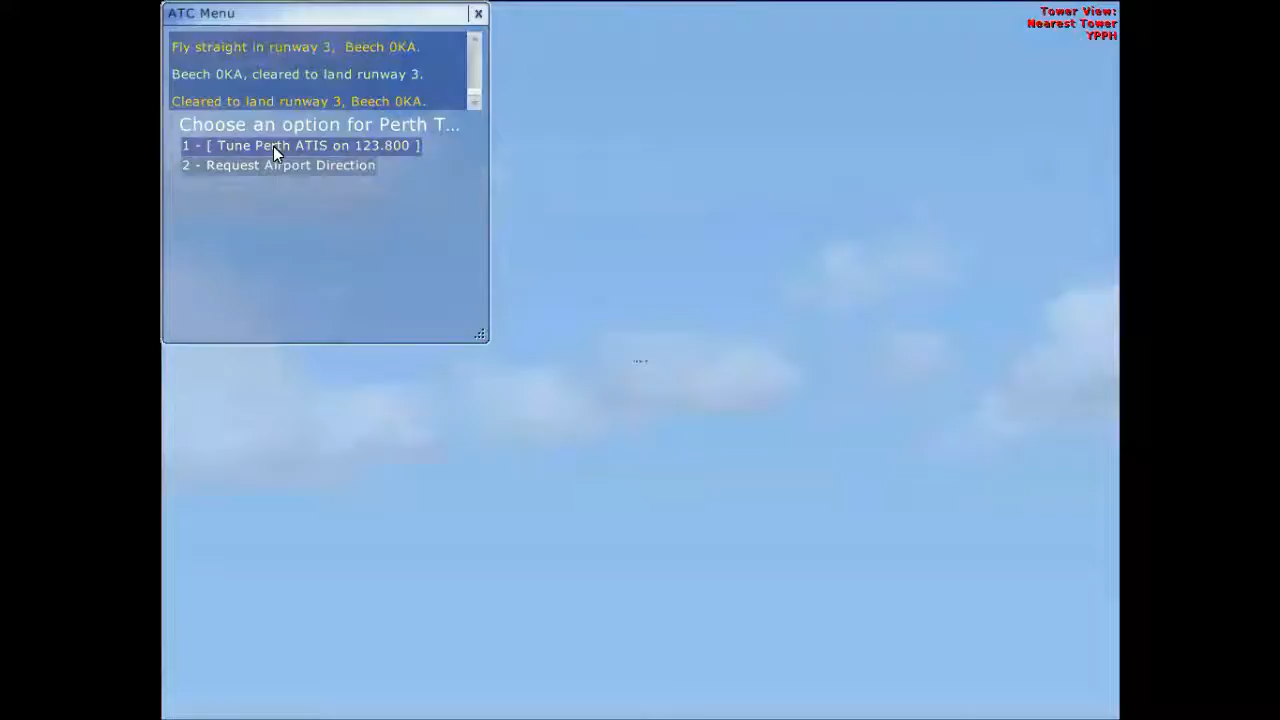 ATC Menu
X
Tower View:
Nearest Tower
YPPH
Fly straight in runway 3, Beech 0KA.
Beech 0KA, cleared to land runway 3.
Cleared to land runway 3, Beech 0KA.
Choose an option for Perth T...
1 - [ Tune Perth ATIS on 123.800 ]
2 - Request Airport Direction